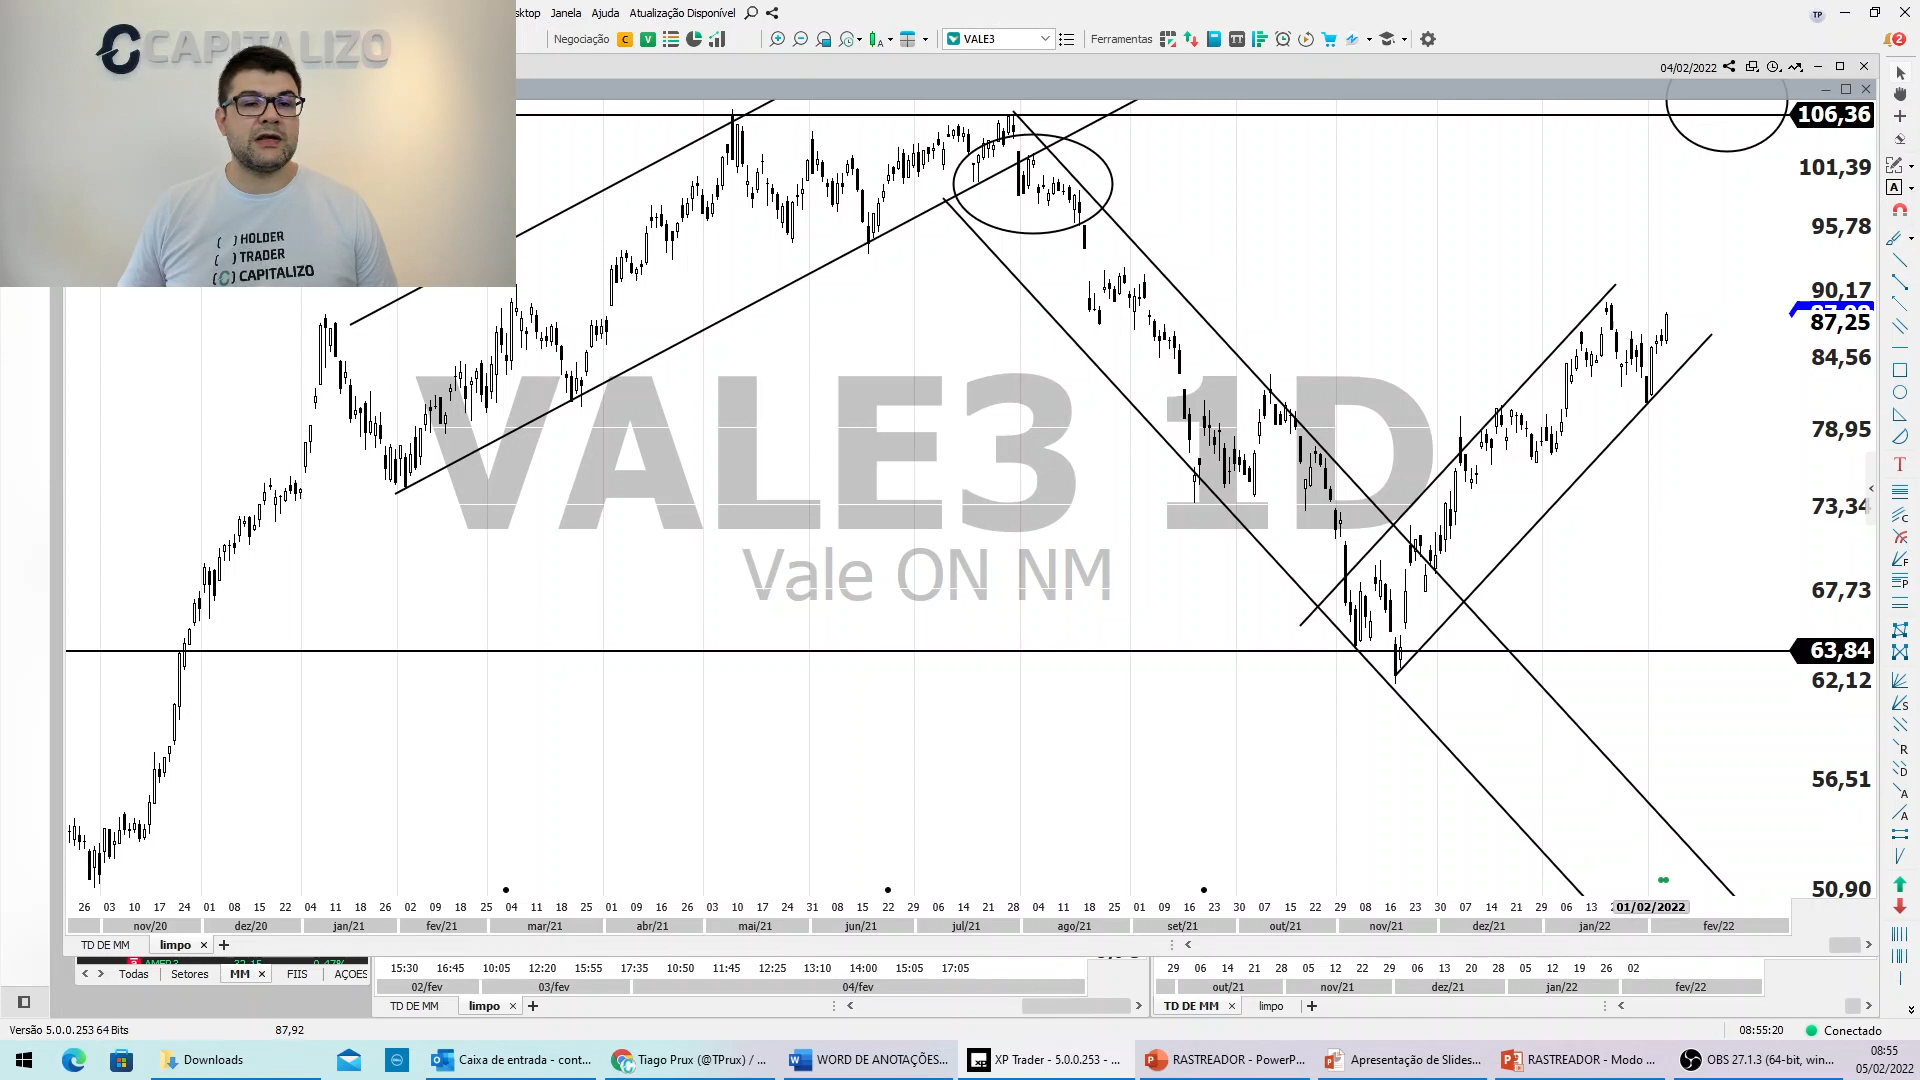 CAPITALIZO
( ) HOLDER
( ) TRADER
( ) CAPITALIZO
Janela Ajuda Atualização Disponível
TP
Negociação C V VALE3 Ferramentas 2
04/02/2022
106,36
101,39
95,78
90,17
87,25
84,56
78,95
73,34
67,73
63,84
62,12
56,51
50,90
VALE3 1D
Vale ON NM
26 03 10 17 24 01 08 15 22 04 11 18 26 02 09 18 25 04 11 18 25 01 09 16 26 03 10 17 24 31 08 15 22 29 07 14 21 28 04 11 18 25 01 09 16 23 30 07 15 22 29 08 16 23 30 07 14 21 29 06 13 01/02/2022
nov/20 dez/20 jan/21 fev/21 mar/21 abr/21 mai/21 jun/21 jul/21 ago/21 set/21 out/21 nov/21 dez/21 jan/22 fev/22
TD DE MM limpo × +
Todas Setores MM × FIIS AÇOES
15:30 16:45 10:05 12:20 15:55 17:35 10:50 11:45 12:25 13:10 14:00 15:05 17:05
02/fev 03/fev 04/fev
TD DE MM limpo × +
29 06 14 21 28 05 12 22 29 06 13 20 28 05 12 19 26 02
out/21 nov/21 dez/21 jan/22 fev/22
TD DE MM × limpo +
Versão 5.0.0.253 64 Bits 87,92 08:55:20 Conectado
Downloads
Caixa de entrada - cont...
Tiago Prux (@TPrux) / ...
WORD DE ANOTAÇÕES...
XP Trader - 5.0.0.253 - ...
RASTREADOR - PowerP...
Apresentação de Slides...
RASTREADOR - Modo ...
OBS 27.1.3 (64-bit, win...
08:55
05/02/2022